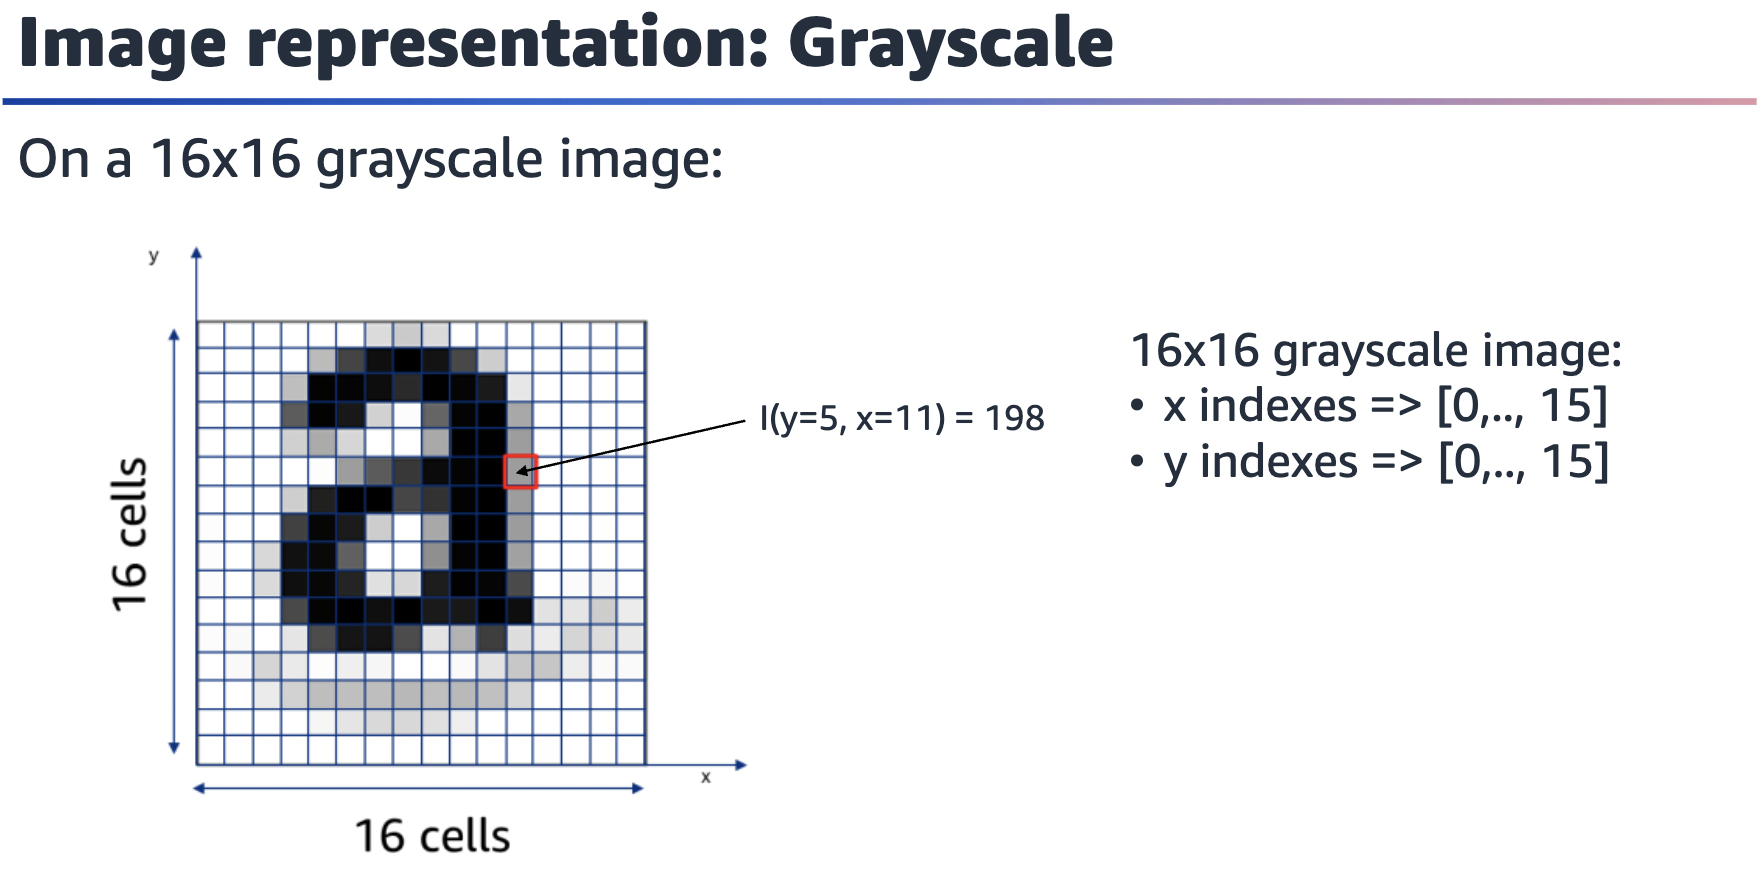 Image representation: Grayscale
On a 16x16 grayscale image:
y
16 cells
I(y=5, x=11) = 198
x
16 cells
16x16 grayscale image:
• x indexes => [0,.., 15]
• y indexes => [0,.., 15]